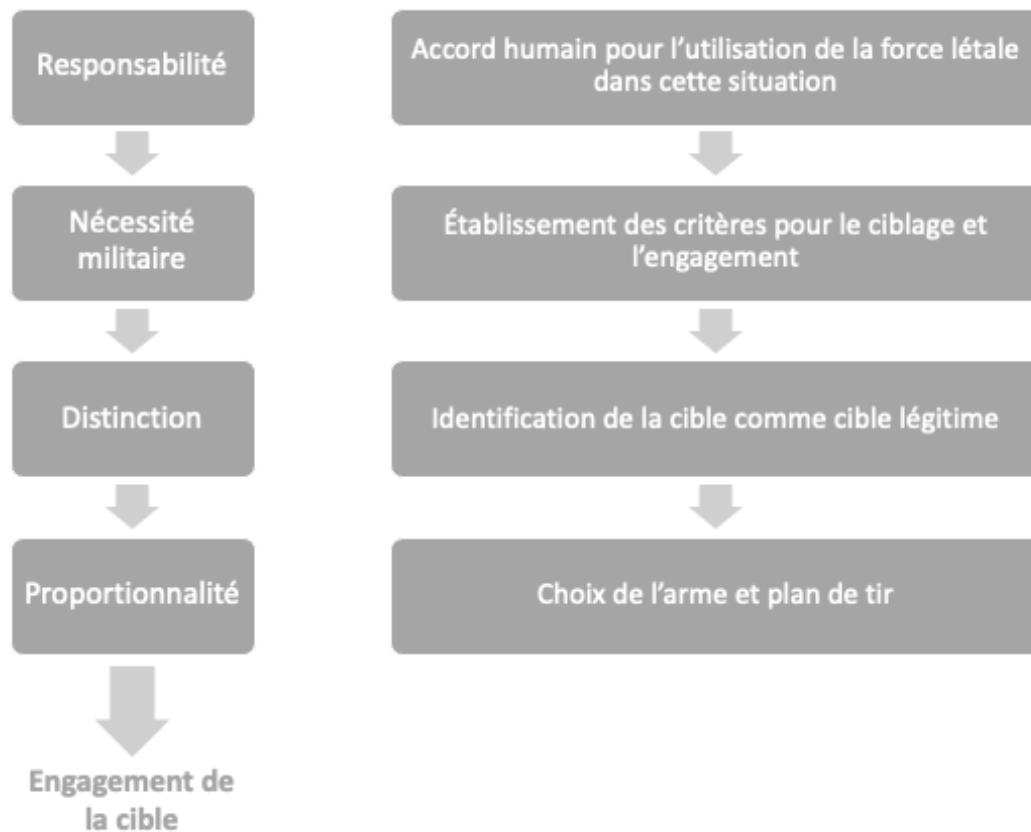 Responsabilité
Accord humain pour l'utilisation de la force létale
dans cette situation
Nécessité
militaire
Établissement des critères pour le ciblage et
l'engagement
Distinction
Identification de la cible comme cible légitime
Proportionnalité
Choix de l'arme et plan de tir
Engagement de
la cible